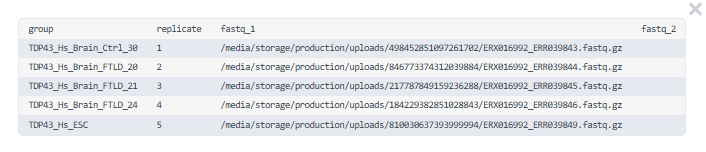 group replicate fastq_1 fastq_2
TDP43_Hs_Brain_Ctrl_30 1 /media/storage/production/uploads/498452851097261702/ERX016992_ERR039843.fastq.gz
TDP43_Hs_Brain_FTLD_20 2 /media/storage/production/uploads/846773374312039884/ERX016992_ERR039844.fastq.gz
TDP43_Hs_Brain_FTLD_21 3 /media/storage/production/uploads/217787849159236288/ERX016992_ERR039845.fastq.gz
TDP43_Hs_Brain_FTLD_24 4 /media/storage/production/uploads/184229382851028843/ERX016992_ERR039846.fastq.gz
TDP43_Hs_ESC 5 /media/storage/production/uploads/810030637393999994/ERX016992_ERR039849.fastq.gz